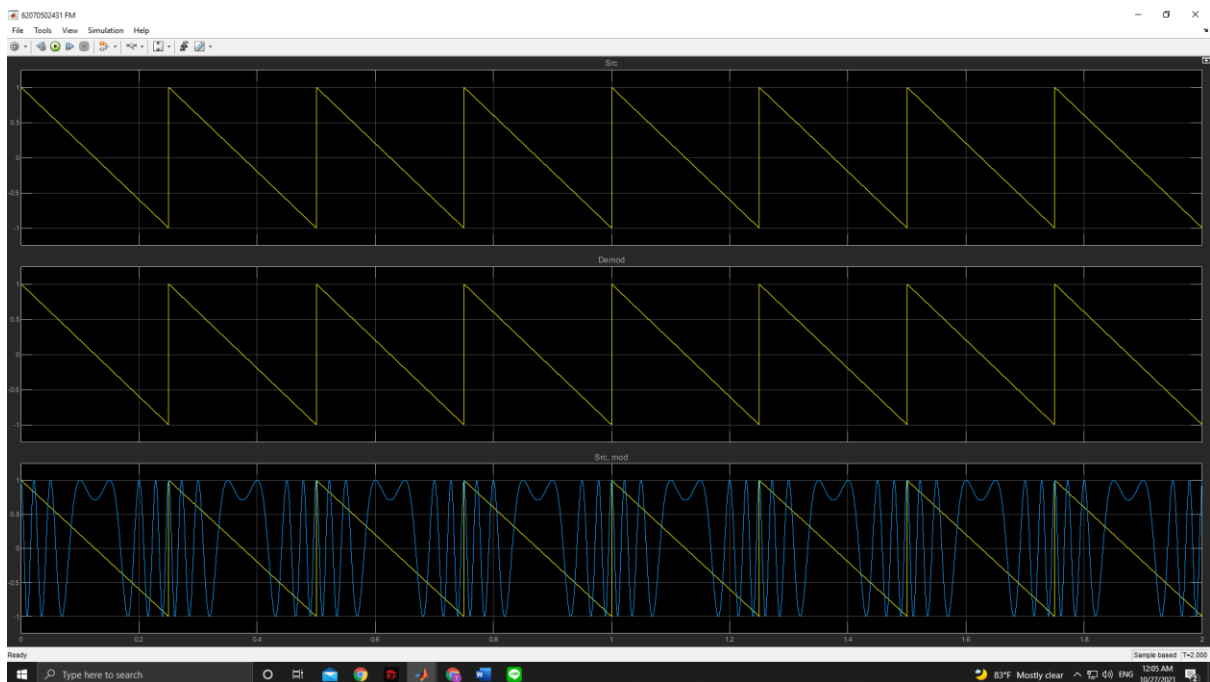 62070502431 FM
File Tools View Simulation Help
Src
1
0.5
0
-0.5
-1
Demod
1
0.5
0
-0.5
-1
Src, mod
1
0.5
0
-0.5
-1
0 0.2 0.4 0.6 0.8 1 1.2 1.4 1.6 1.8 2
Ready
Sample based T=2.000
Type here to search
83°F Mostly clear
ENG
12:05 AM
10/27/2021